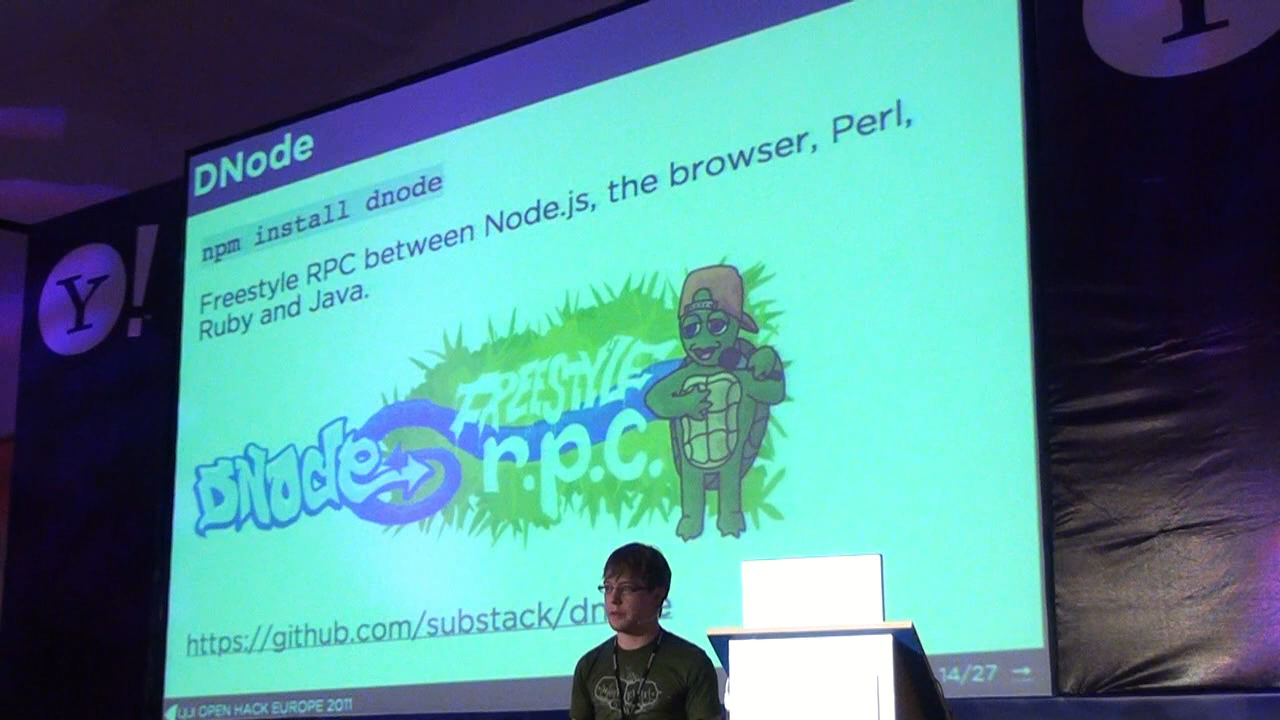 DNode
npm install dnode
Freestyle RPC between Node.js, the browser, Perl,
Ruby and Java.
FREESTYLE
DNode r.p.c.
https://github.com/substack/dn
OPEN HACK EUROPE 2011
14/27 →
Y!
Y